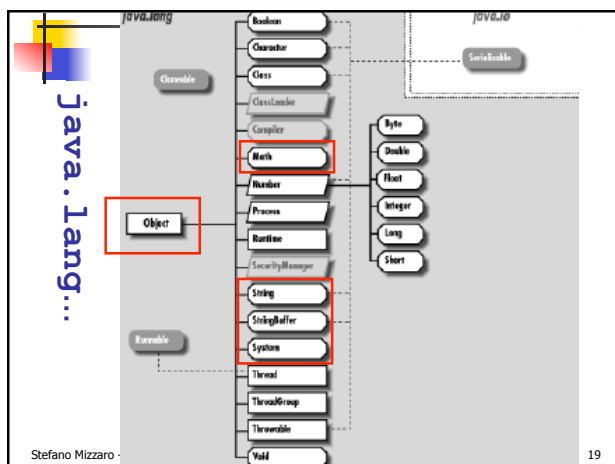 java.lang
java.io
Boolean
Character
Serializable
Cloneable
Class
ClassLoader
Compiler
Byte
Math
Double
Number
Float
Process
Integer
Object
Runtime
Long
SecurityManager
Short
String
StringBuffer
System
Runnable
Thread
ThreadGroup
Throwable
Void
java.lang...
Stefano Mizzaro -
19